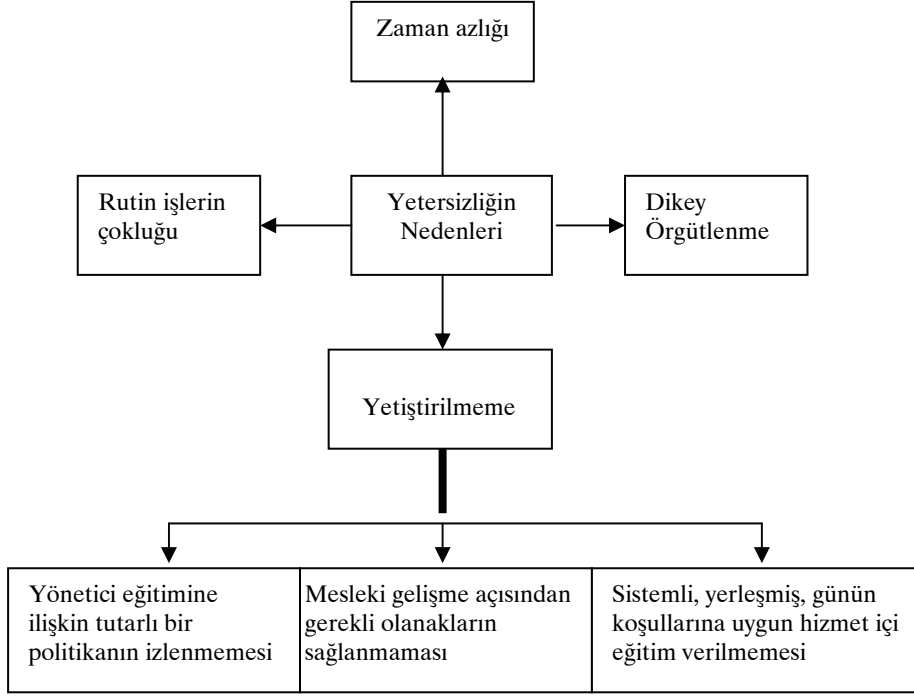 Zaman azlığı
Rutin işlerin
çokluğu
Yetersizliğin
Nedenleri
Dikey
Örgütlenme
Yetiştirilmeme
Yönetici eğitimine
ilişkin tutarlı bir
politikanın izlenmemesi
Mesleki gelişme açısından
gerekli olanakların
sağlanmaması
Sistemli, yerleşmiş, günün
koşullarına uygun hizmet içi
eğitim verilmemesi